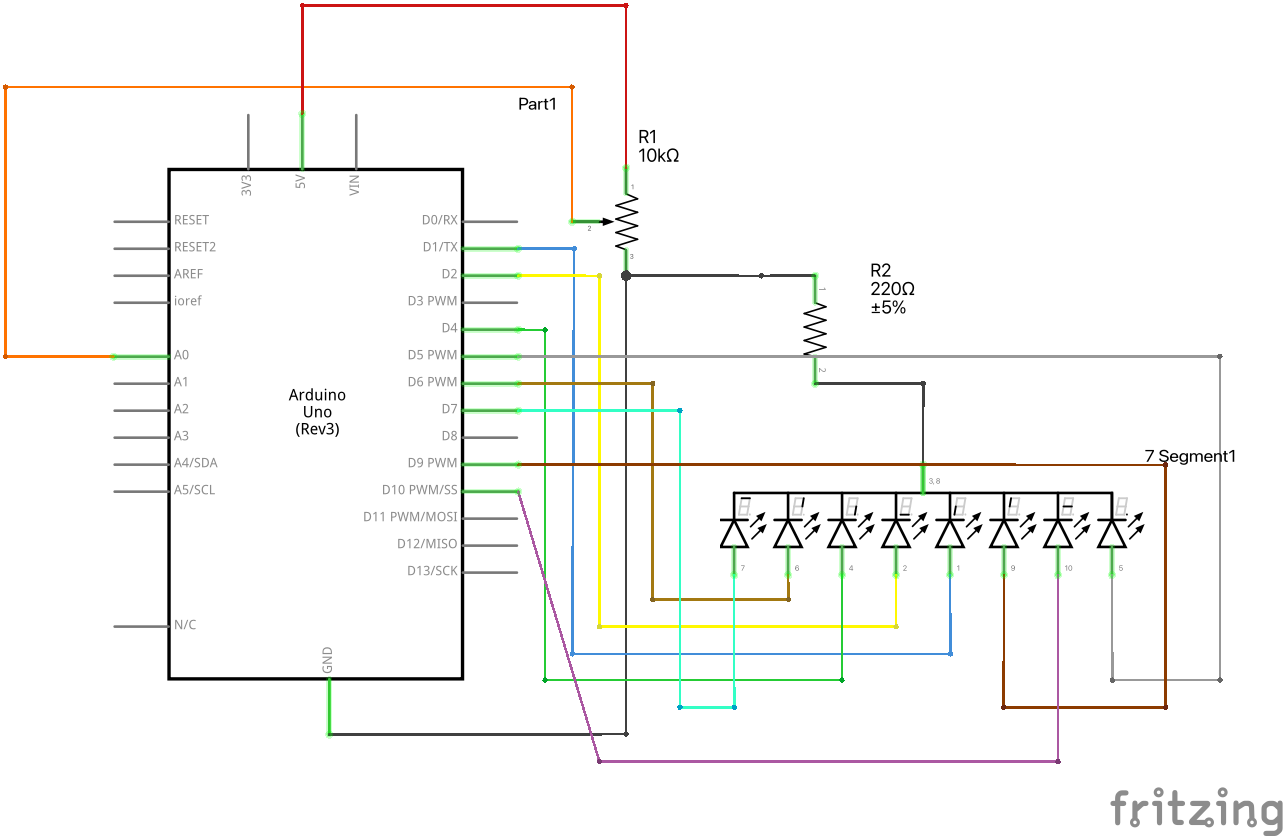 Part1
R1
10kΩ
1
2
3
3V3
5V
VIN
RESET
RESET2
AREF
ioref
A0
A1
A2
A3
A4/SDA
A5/SCL
N/C
GND
Arduino
Uno
(Rev3)
D0/RX
D1/TX
D2
D3 PWM
D4
D5 PWM
D6 PWM
D7
D8
D9 PWM
D10 PWM/SS
D11 PWM/MOSI
D12/MISO
D13/SCK
R2
220Ω
±5%
1
2
7 Segment1
3,8
7 6 4 2 1 9 10 5
fritzing